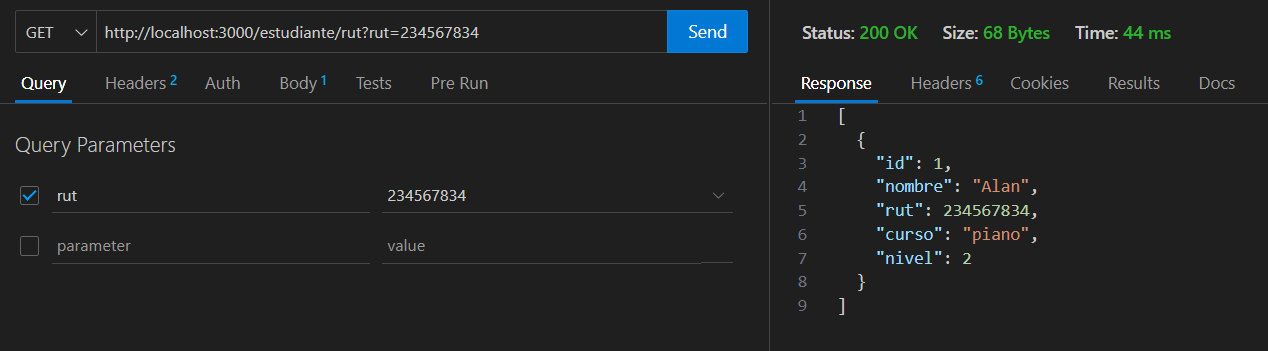 GET http://localhost:3000/estudiante/rut?rut=234567834 Send
Query Headers 2 Auth Body 1 Tests Pre Run
Query Parameters
rut 234567834
parameter value
Status: 200 OK Size: 68 Bytes Time: 44 ms
Response Headers 6 Cookies Results Docs
1 [
2 {
3 "id": 1,
4 "nombre": "Alan",
5 "rut": 234567834,
6 "curso": "piano",
7 "nivel": 2
8 }
9 ]